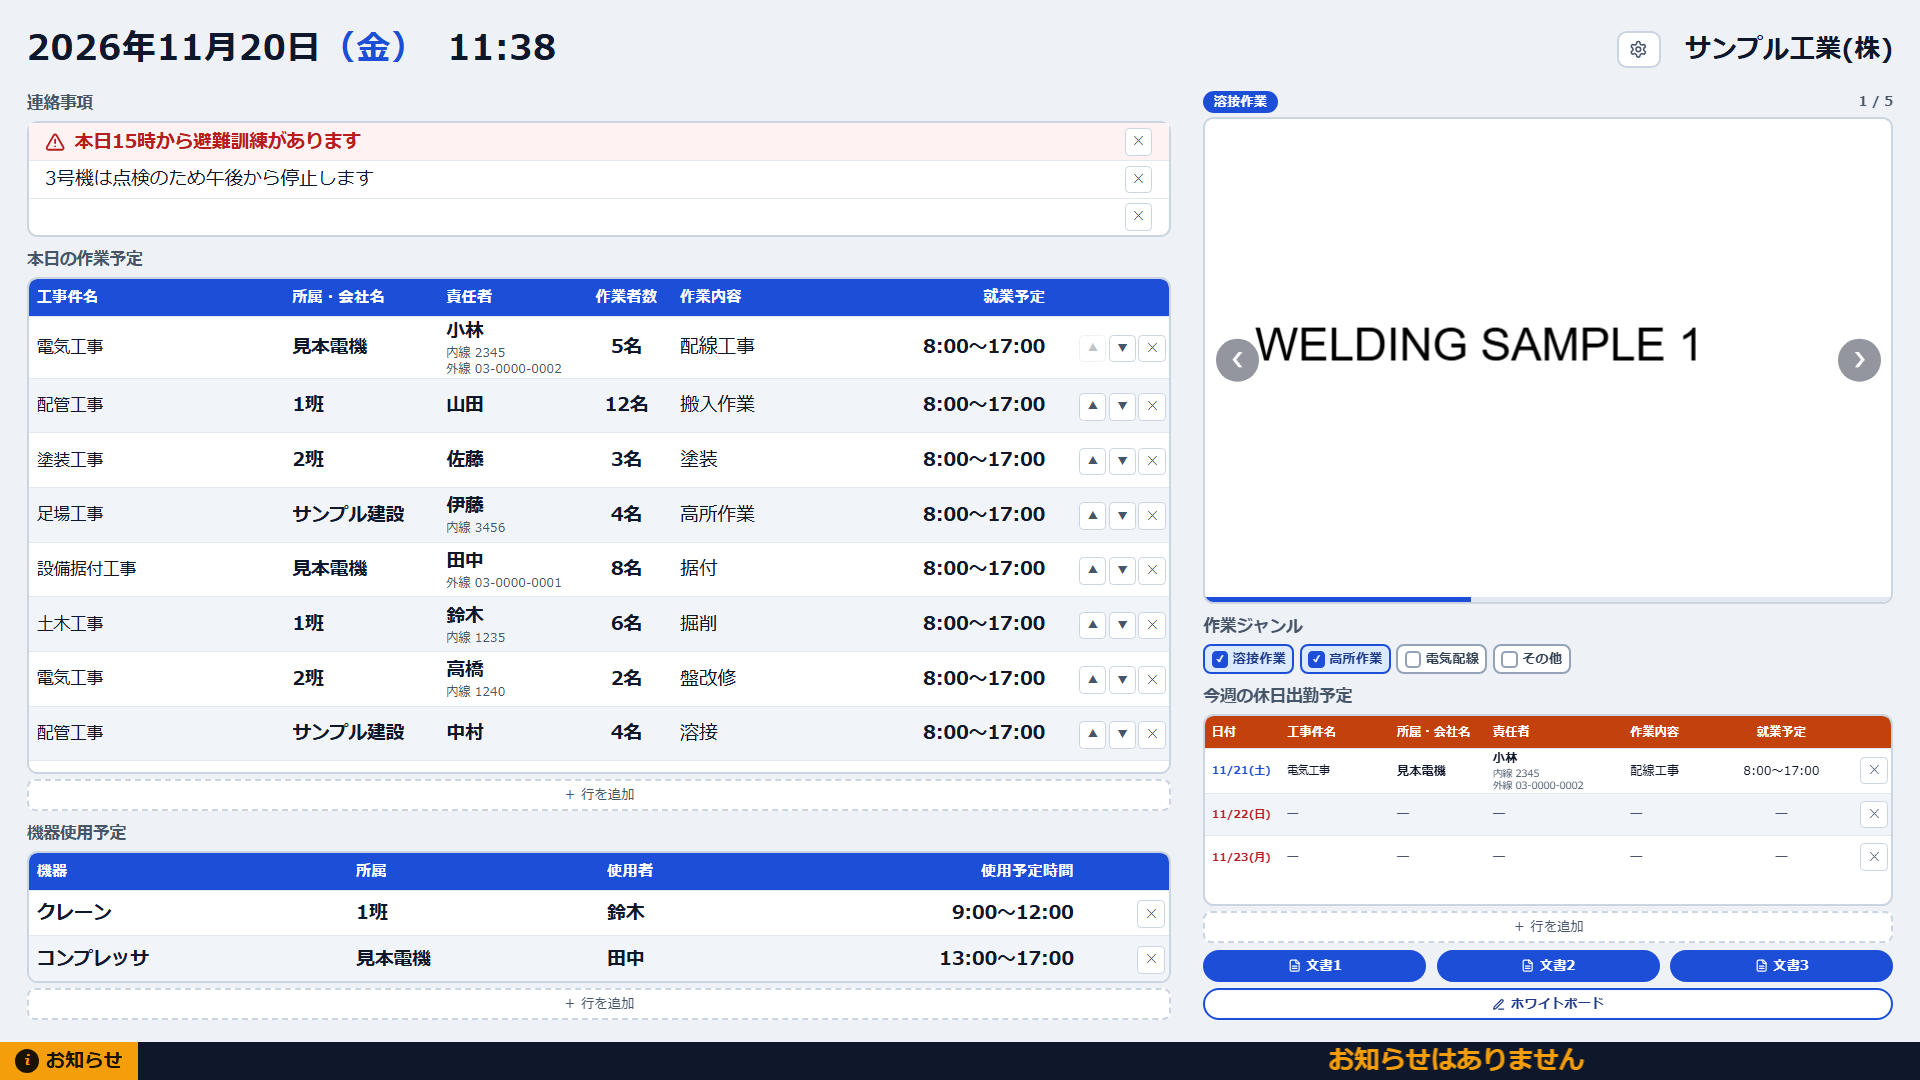 2026年11月20日（金） 11:38
サンプル工業(株)
連絡事項
本日15時から避難訓練があります
3号機は点検のため午後から停止します
本日の作業予定
工事件名 所属・会社名 責任者 作業者数 作業内容 就業予定
電気工事 見本電機 小林 内線 2345 外線 03-0000-0002 5名 配線工事 8:00〜17:00 ▲ ▼ ×
配管工事 1班 山田 12名 搬入作業 8:00〜17:00 ▲ ▼ ×
塗装工事 2班 佐藤 3名 塗装 8:00〜17:00 ▲ ▼ ×
足場工事 サンプル建設 伊藤 内線 3456 4名 高所作業 8:00〜17:00 ▲ ▼ ×
設備据付工事 見本電機 田中 外線 03-0000-0001 8名 据付 8:00〜17:00 ▲ ▼ ×
土木工事 1班 鈴木 内線 1235 6名 掘削 8:00〜17:00 ▲ ▼ ×
電気工事 2班 高橋 内線 1240 2名 盤改修 8:00〜17:00 ▲ ▼ ×
配管工事 サンプル建設 中村 4名 溶接 8:00〜17:00 ▲ ▼ ×
+ 行を追加
機器使用予定
機器 所属 使用者 使用予定時間
クレーン 1班 鈴木 9:00〜12:00 ×
コンプレッサ 見本電機 田中 13:00〜17:00 ×
+ 行を追加
溶接作業 1 / 5
WELDING SAMPLE 1
作業ジャンル
溶接作業 高所作業 電気配線 その他
今週の休日出勤予定
日付 工事件名 所属・会社名 責任者 作業内容 就業予定
11/21(土) 電気工事 見本電機 小林 内線 2345 外線 03-0000-0002 配線工事 8:00〜17:00 ×
11/22(日) — — — — — ×
11/23(月) — — — — — ×
+ 行を追加
文書1 文書2 文書3
ホワイトボード
お知らせ お知らせはありません